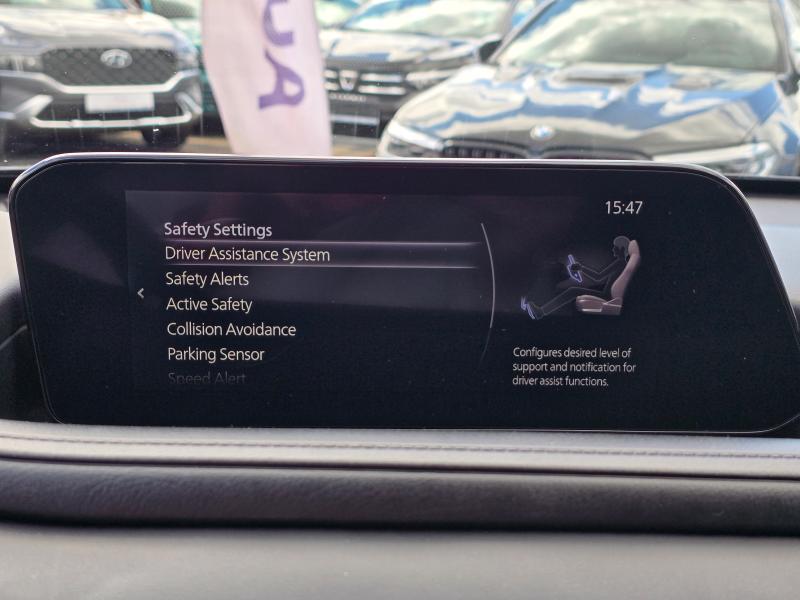 AUA
15:47
Safety Settings
Driver Assistance System
Safety Alerts
Active Safety
Collision Avoidance
Parking Sensor
Speed Alert
Configures desired level of
support and notification for
driver assist functions.